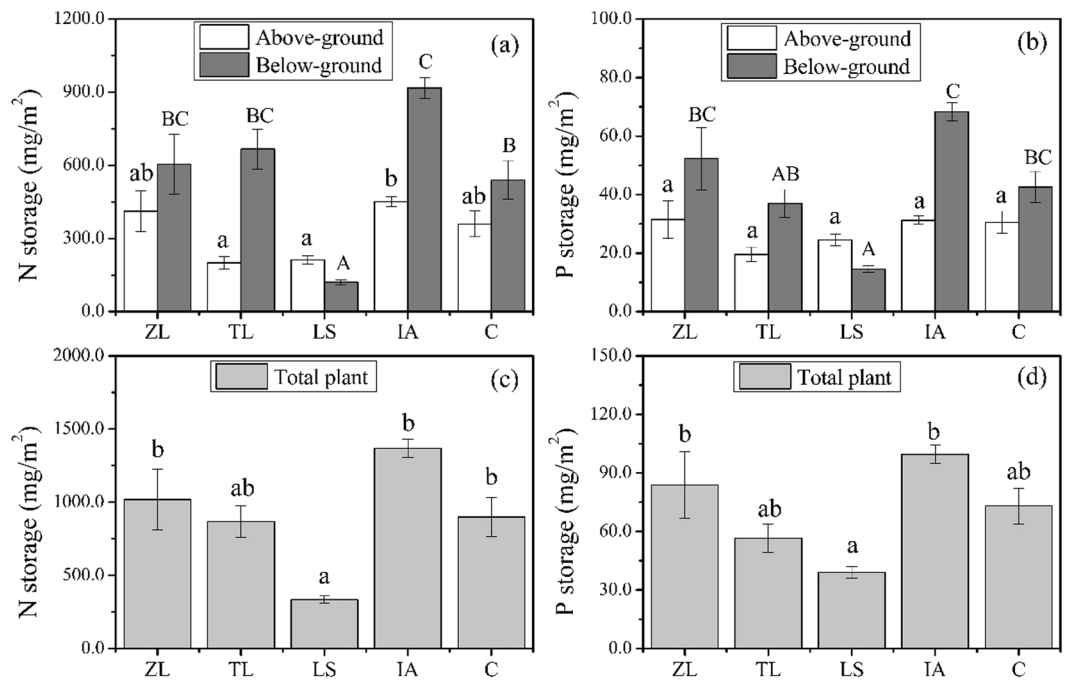 1200.0
900.0
600.0
300.0
0.0
N storage (mg/m²)
Above-ground
Below-ground
(a)
ab
BC
a
BC
a
A
b
C
ab
B
ZL TL LS IA C
100.0
80.0
60.0
40.0
20.0
0.0
P storage (mg/m²)
Above-ground
Below-ground
(b)
a
BC
a
AB
a
A
a
C
a
BC
ZL TL LS IA C
2000.0
1500.0
1000.0
500.0
0.0
N storage (mg/m²)
Total plant
(c)
b
ab
a
b
b
ZL TL LS IA C
150.0
120.0
90.0
60.0
30.0
0.0
P storage (mg/m²)
Total plant
(d)
b
ab
a
b
ab
ZL TL LS IA C